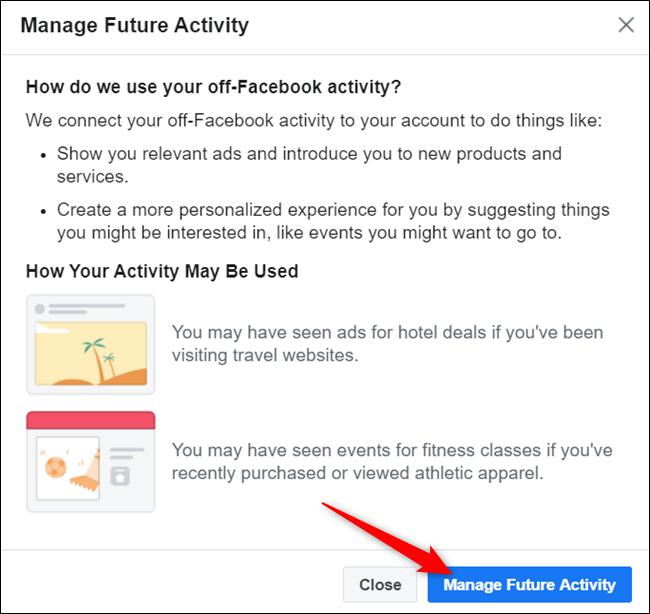 Manage Future Activity
How do we use your off-Facebook activity?
We connect your off-Facebook activity to your account to do things like:
• Show you relevant ads and introduce you to new products and
services.
• Create a more personalized experience for you by suggesting things
you might be interested in, like events you might want to go to.
How Your Activity May Be Used
You may have seen ads for hotel deals if you've been
visiting travel websites.
You may have seen events for fitness classes if you've
recently purchased or viewed athletic apparel.
Close
Manage Future Activity